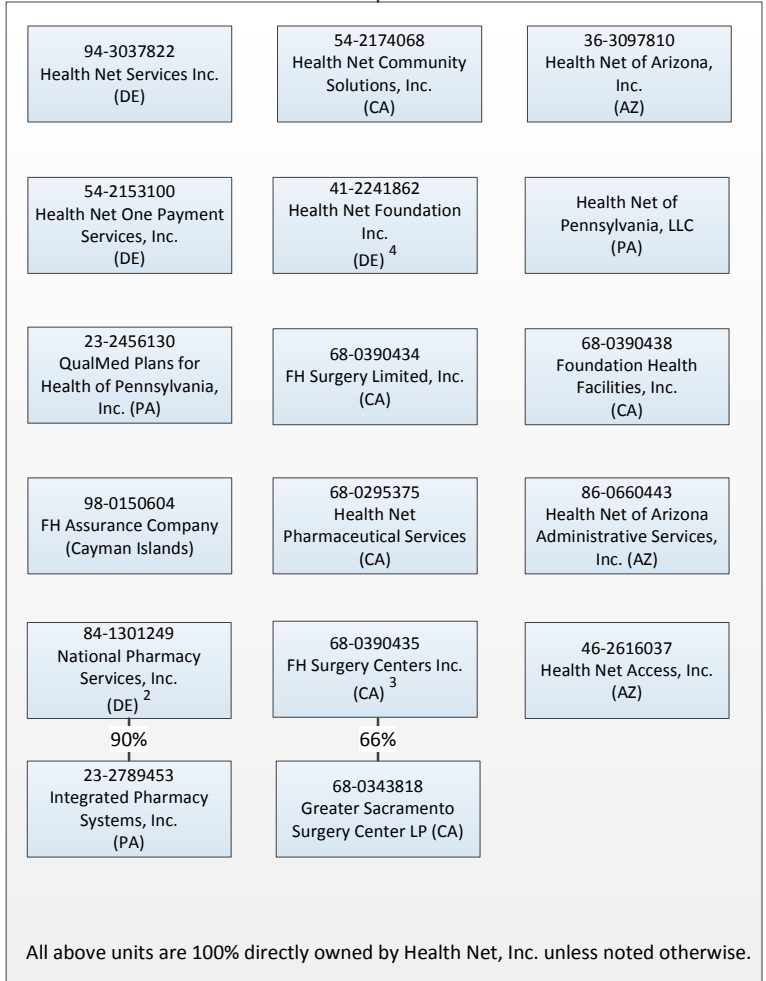 94-3037822
Health Net Services Inc.
(DE)
54-2174068
Health Net Community
Solutions, Inc.
(CA)
36-3097810
Health Net of Arizona,
Inc.
(AZ)
54-2153100
Health Net One Payment
Services, Inc.
(DE)
41-2241862
Health Net Foundation
Inc.
(DE) 4
Health Net of
Pennsylvania, LLC
(PA)
23-2456130
QualMed Plans for
Health of Pennsylvania,
Inc. (PA)
68-0390434
FH Surgery Limited, Inc.
(CA)
68-0390438
Foundation Health
Facilities, Inc.
(CA)
98-0150604
FH Assurance Company
(Cayman Islands)
68-0295375
Health Net
Pharmaceutical Services
(CA)
86-0660443
Health Net of Arizona
Administrative Services,
Inc. (AZ)
84-1301249
National Pharmacy
Services, Inc.
(DE) 2
68-0390435
FH Surgery Centers Inc.
(CA) 3
46-2616037
Health Net Access, Inc.
(AZ)
90%
66%
23-2789453
Integrated Pharmacy
Systems, Inc.
(PA)
68-0343818
Greater Sacramento
Surgery Center LP (CA)
All above units are 100% directly owned by Health Net, Inc. unless noted otherwise.